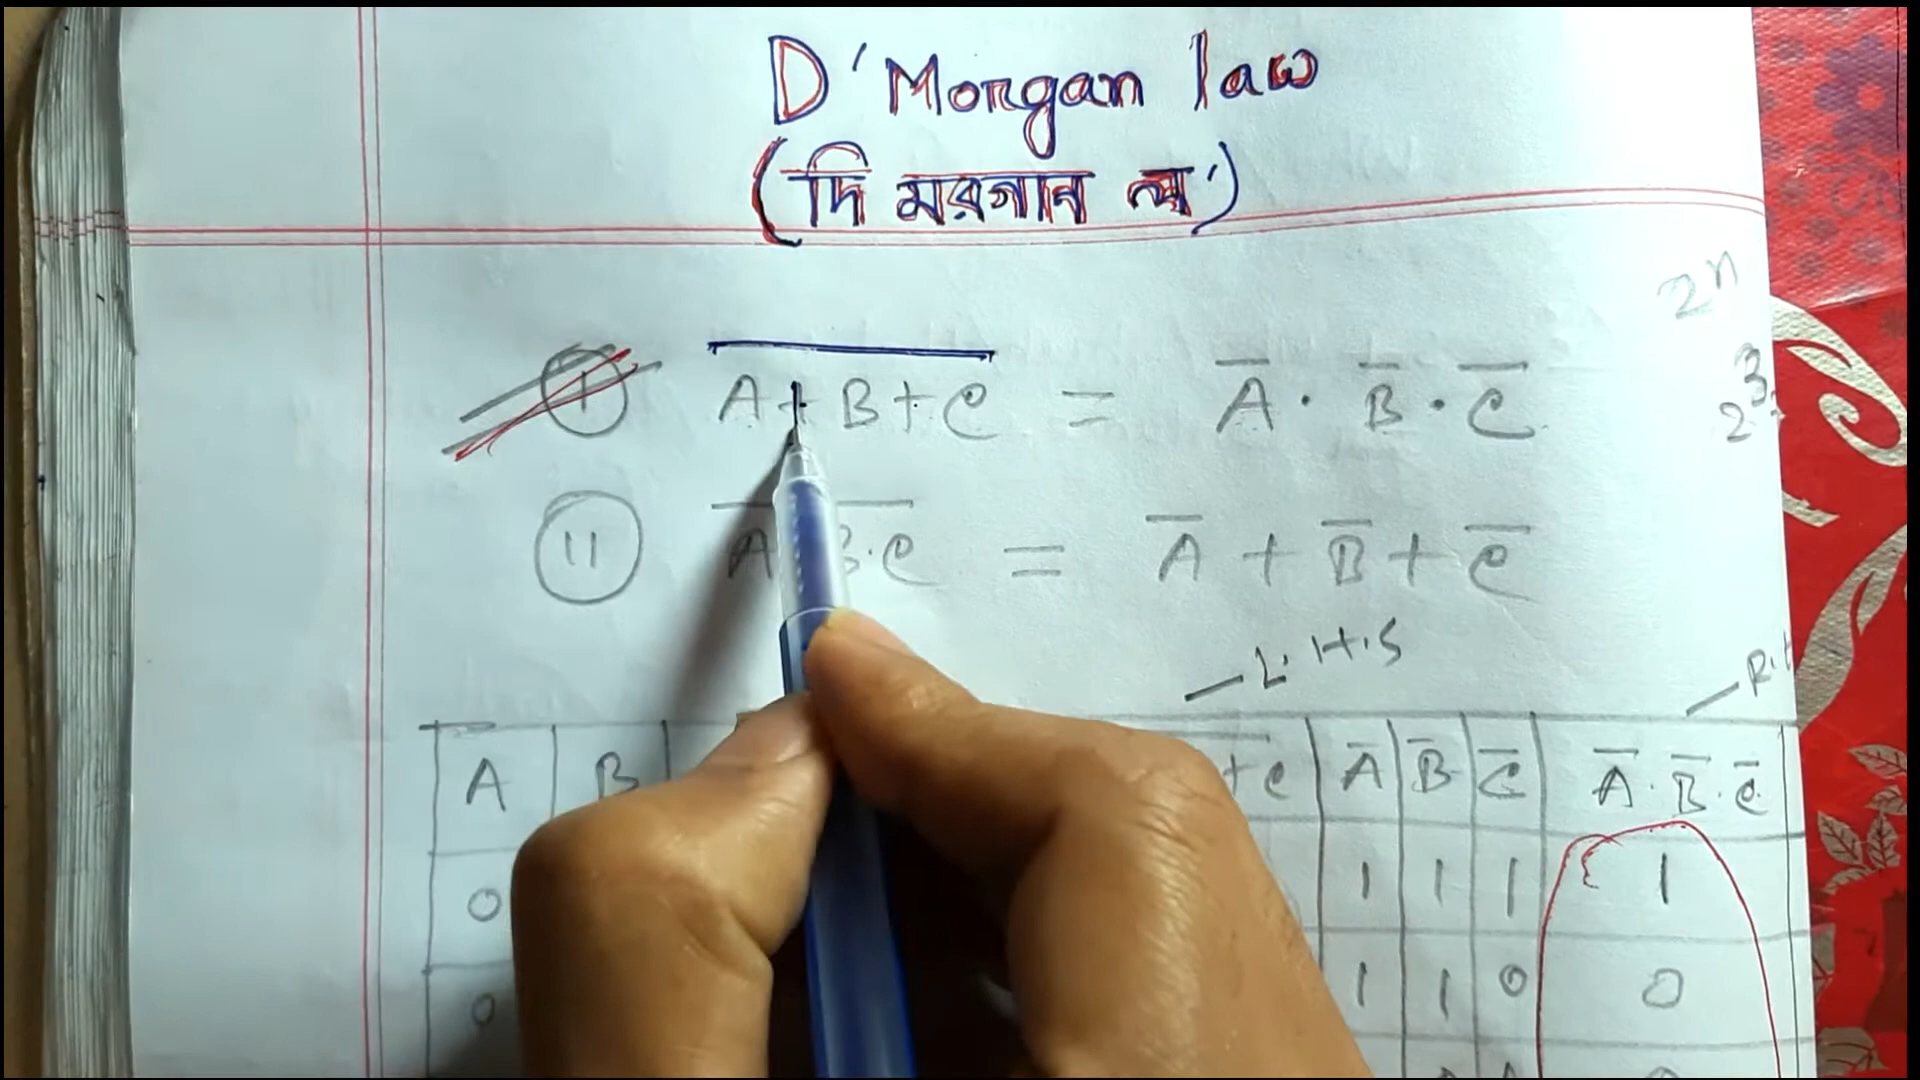 D'Morgan law
(দি মরগান ল')
2ⁿ
I A+B+C̅ = A̅ · B̅ · C̅
2³
II A B·C = A̅ + B̅ + C̅
L.H.S
R.H
A B +C A̅ B̅ C̅ A̅ · B̅ · C̅
0 1 1 1 1
0 1 1 0 0